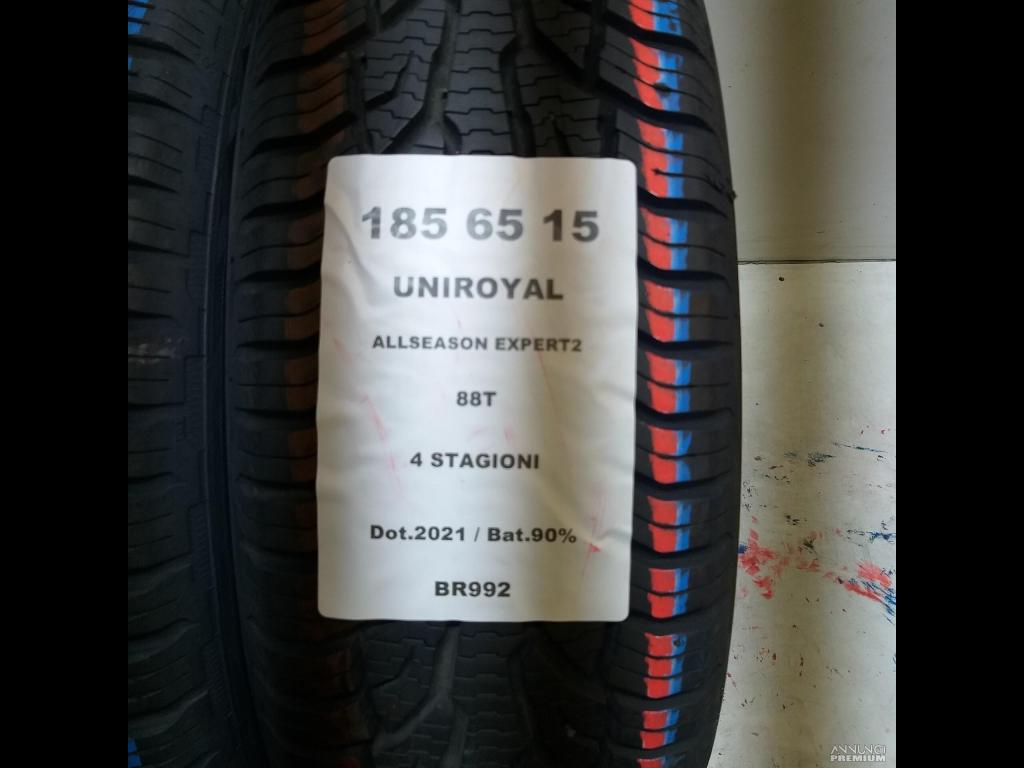 185 65 15
UNIROYAL
ALLSEASON EXPERT2
88T
4 STAGIONI
Dot.2021 / Bat.90%
BR992
ANNUNCI
PREMIUM